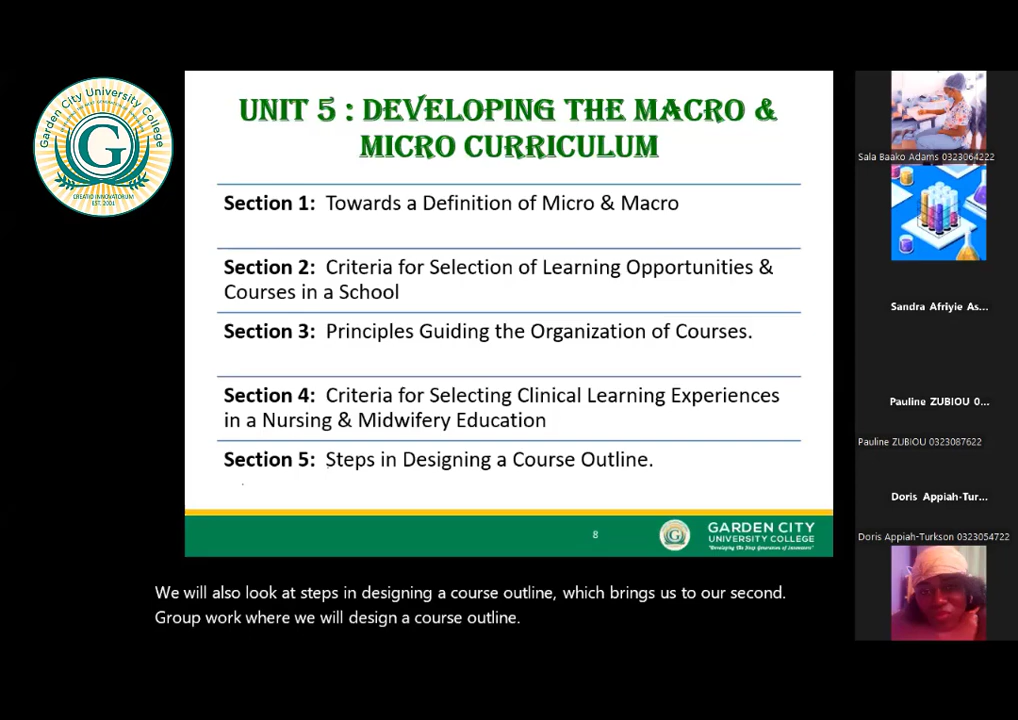 Garden City University College
G
CREATIO INNOVATORUM
EST. 2001
UNIT 5 : DEVELOPING THE MACRO &
MICRO CURRICULUM
Section 1: Towards a Definition of Micro & Macro
Section 2: Criteria for Selection of Learning Opportunities &
Courses in a School
Section 3: Principles Guiding the Organization of Courses.
Section 4: Criteria for Selecting Clinical Learning Experiences
in a Nursing & Midwifery Education
Section 5: Steps in Designing a Course Outline.
8
GARDEN CITY
UNIVERSITY COLLEGE
We will also look at steps in designing a course outline, which brings us to our second.
Group work where we will design a course outline.
Sala Baako Adams 0323064222
Sandra Afriyie As...
Pauline ZUBIOU 0...
Pauline ZUBIOU 0323087622
Doris Appiah-Tur...
Doris Appiah-Turkson 0323054722